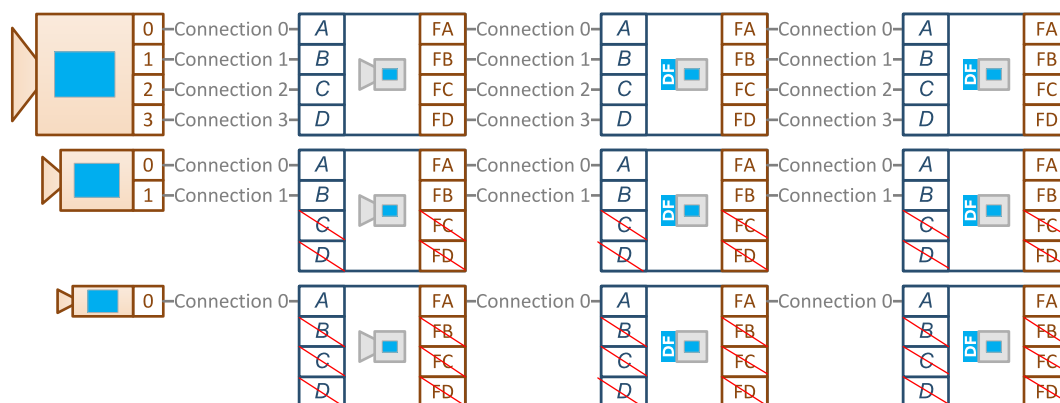 0 Connection 0 A FA Connection 0 A FA Connection 0 A FA
1 Connection 1 B FB Connection 1 B FB Connection 1 B FB
2 Connection 2 C DF FC Connection 2 C DF FC Connection 2 C DF FC
3 Connection 3 D FD Connection 3 D FD Connection 3 D FD
0 Connection 0 A FA Connection 0 A FA Connection 0 A FA
1 Connection 1 B FB Connection 1 B FB Connection 1 B FB
C FC C DF FC C DF FC
D FD D FD D FD
0 Connection 0 A FA Connection 0 A FA Connection 0 A FA
B FB B FB B FB
C FC C DF FC C DF FC
D FD D FD D FD